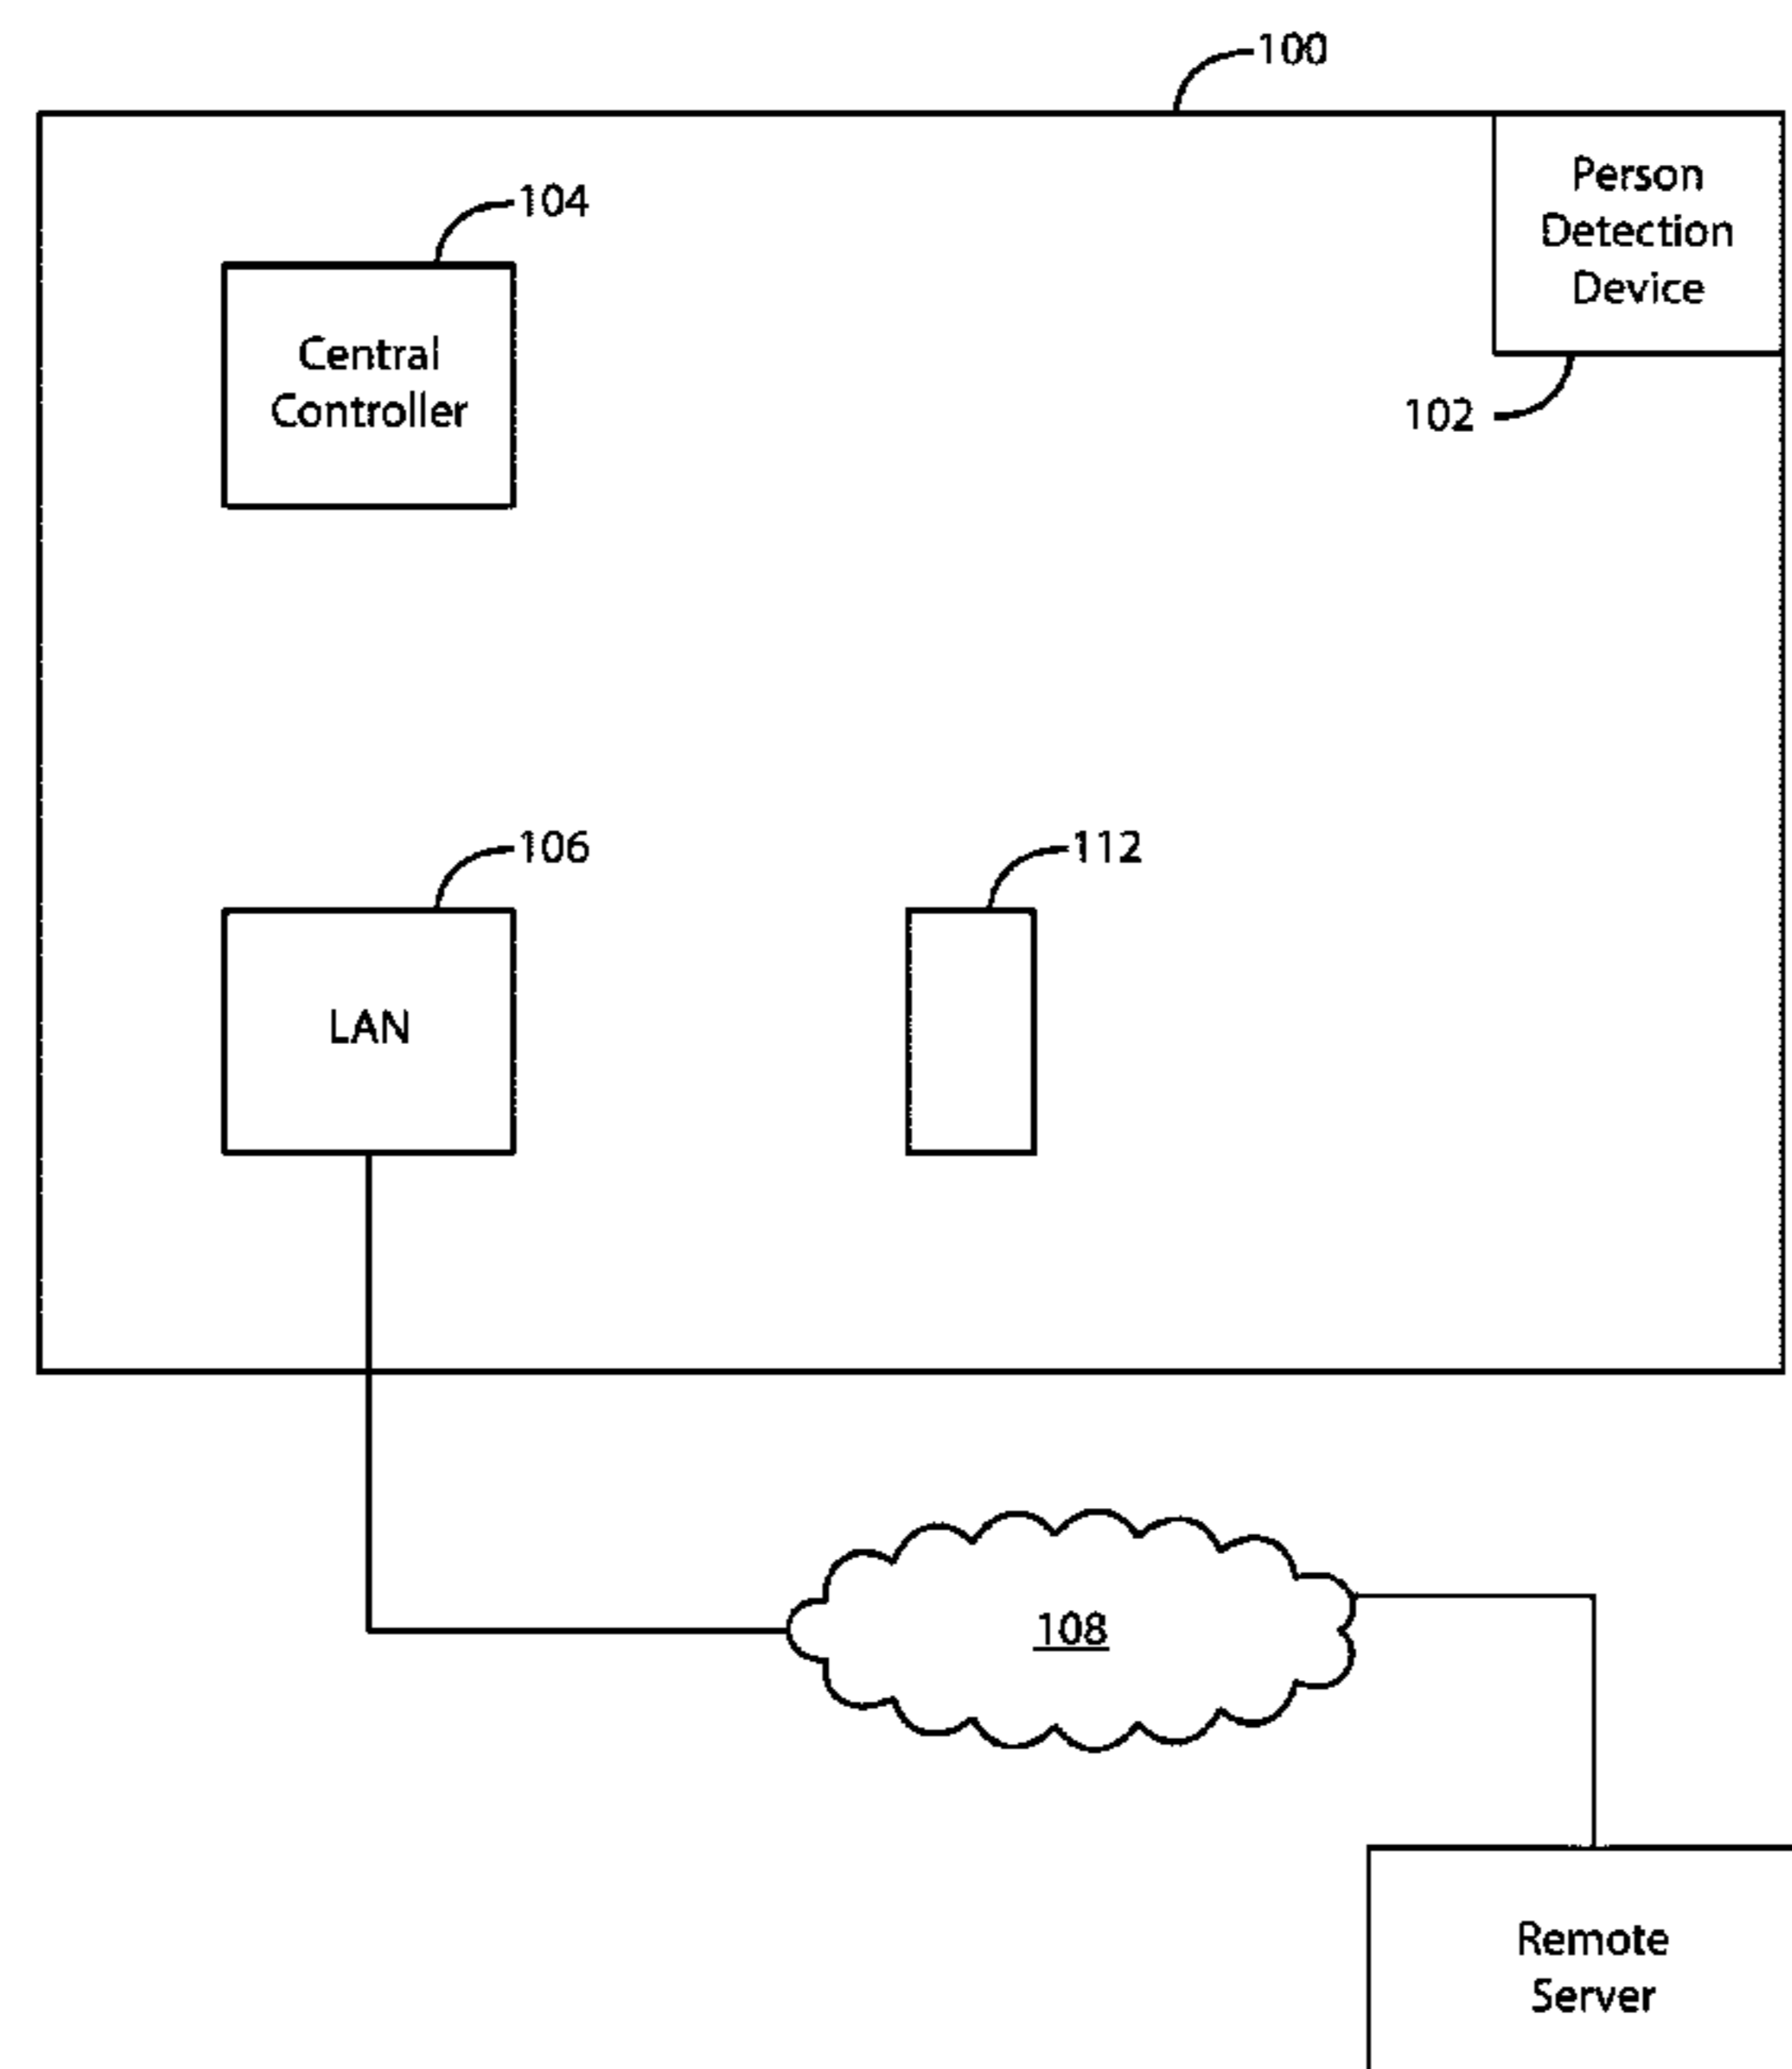 100
Person
Detection
Device
104
Central
Controller
102
106
112
LAN
108
Remote
Server